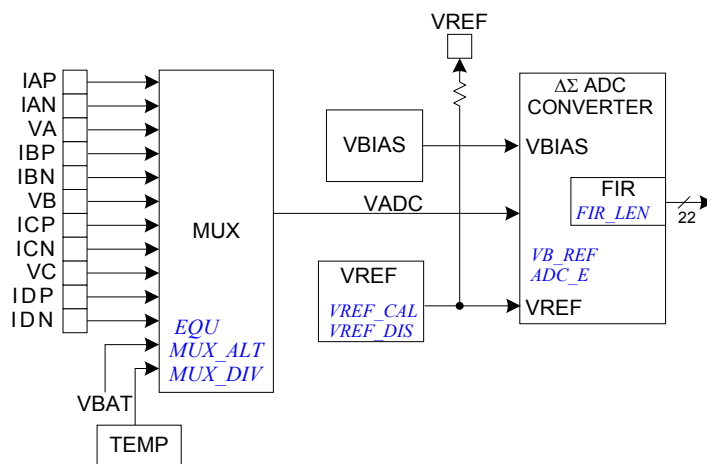 VREF
IAP
IAN
VA
IBP
IBN
VB
ICP
ICN
VC
IDP
IDN
VBAT
TEMP
MUX
EQU
MUX_ALT
MUX_DIV
VADC
VBIAS
VREF
VREF_CAL
VREF_DIS
ΔΣ ADC
CONVERTER
VBIAS
FIR
FIR_LEN
22
VB_REF
ADC_E
VREF